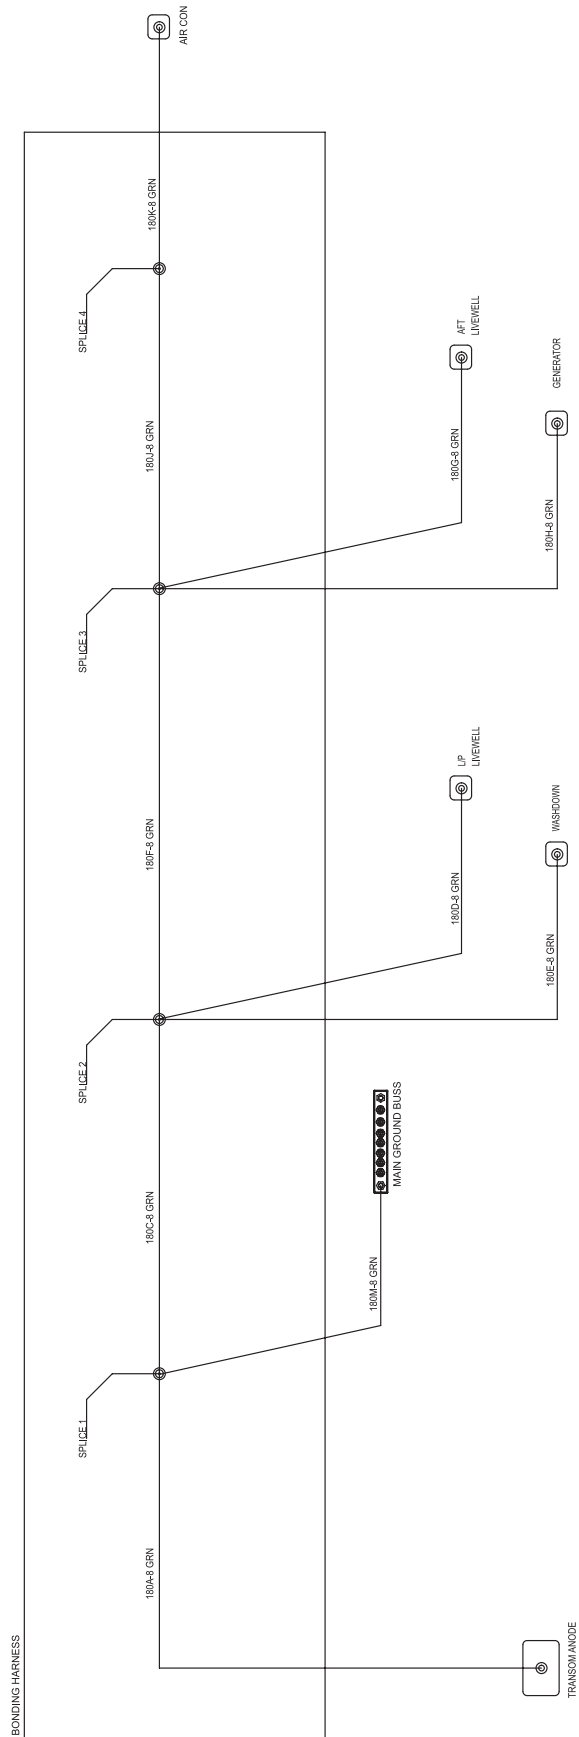 AIR CON
180K-8 GRN
SPLICE 4
AFT
LIVEWELL
GENERATOR
180J-8 GRN
180G-8 GRN
180H-8 GRN
SPLICE 3
L/P
LIVEWELL
WASHDOWN
180F-8 GRN
180D-8 GRN
180E-8 GRN
SPLICE 2
MAIN GROUND BUSS
180C-8 GRN
180M-8 GRN
SPLICE 1
180A-8 GRN
BONDING HARNESS
TRANSOM ANODE